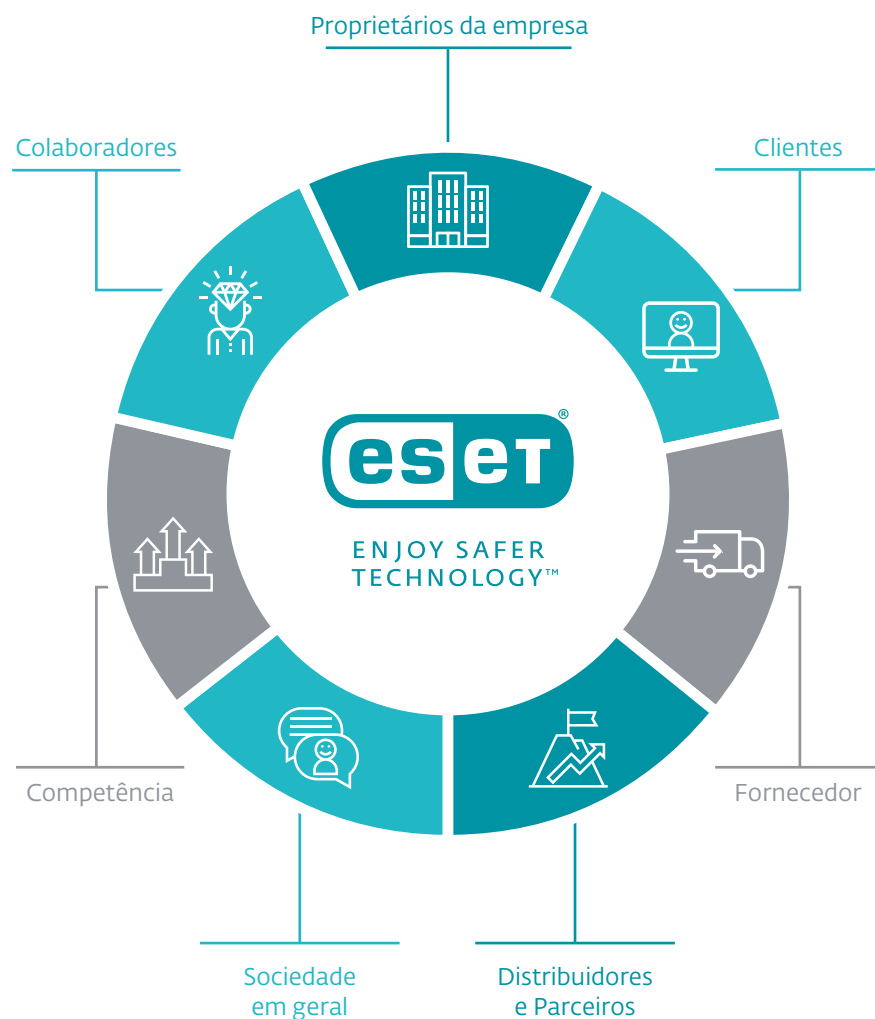 Proprietários da empresa
Colaboradores
Clientes
eseT®
ENJOY SAFER
TECHNOLOGY™
Competência
Fornecedor
Sociedade
em geral
Distribuidores
e Parceiros